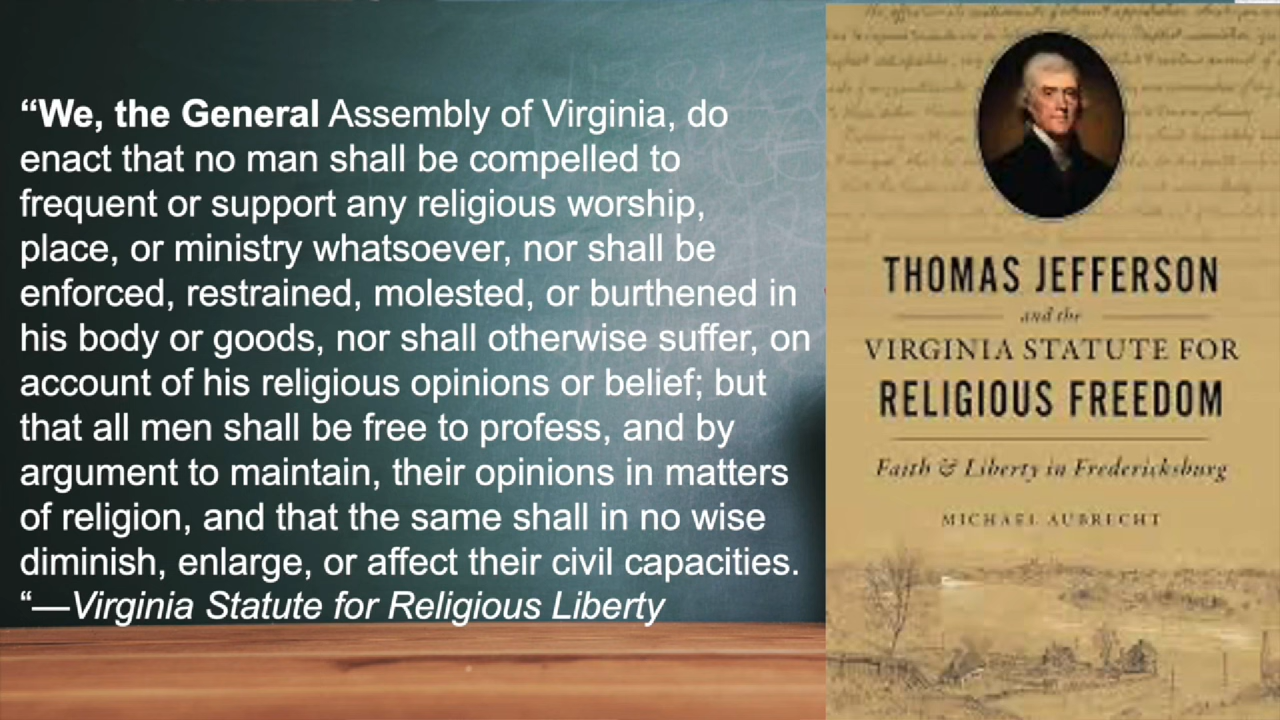 “We, the General Assembly of Virginia, do
enact that no man shall be compelled to
frequent or support any religious worship,
place, or ministry whatsoever, nor shall be
enforced, restrained, molested, or burthened in
his body or goods, nor shall otherwise suffer, on
account of his religious opinions or belief; but
that all men shall be free to profess, and by
argument to maintain, their opinions in matters
of religion, and that the same shall in no wise
diminish, enlarge, or affect their civil capacities.
“—Virginia Statute for Religious Liberty
THOMAS JEFFERSON
and the
VIRGINIA STATUTE FOR
RELIGIOUS FREEDOM
Faith & Liberty in Fredericksburg
MICHAEL AUBRECHT